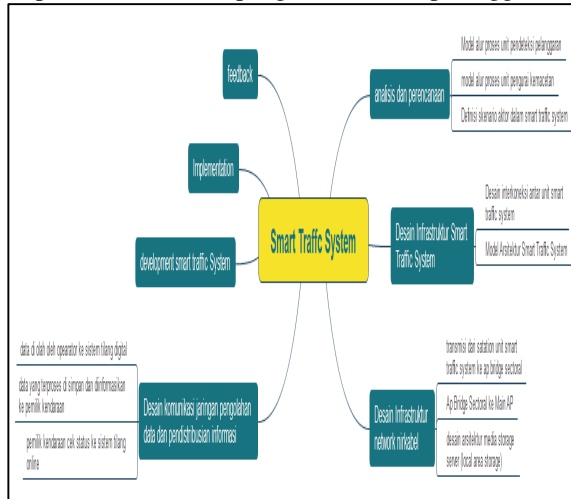 feedback
Implementation
development smart traffic System
Smart Traffc System
analisis dan perencanaan
Model alur proses unit pendeteksi pelanggaran
model alur proses unit pengurai kemacetan
Definisi skenario aktor dalam smart traffic system
Desain Infrastruktur Smart
Traffic System
Desain interkoneksi antar unit smart
traffic system
Model Arsitektur Smart Traffic System
Desain Infrastruktur
network nirkabel
transmisi dari satation unit smart
traffic system ke ap bridge sectoral
Ap Bridge Sectoral ke Main AP
desain arsitektur media storage
server (local area storage)
Desain komunikasi jaringan pengolahan
data dan pendistribusian informasi
data di olah oleh opearator ke sistem tilang digital
data yang terproses di simpan dan diinformasikan
ke pemilik kendaraan
pemilik kendaraan cek status ke sistem tilang
online